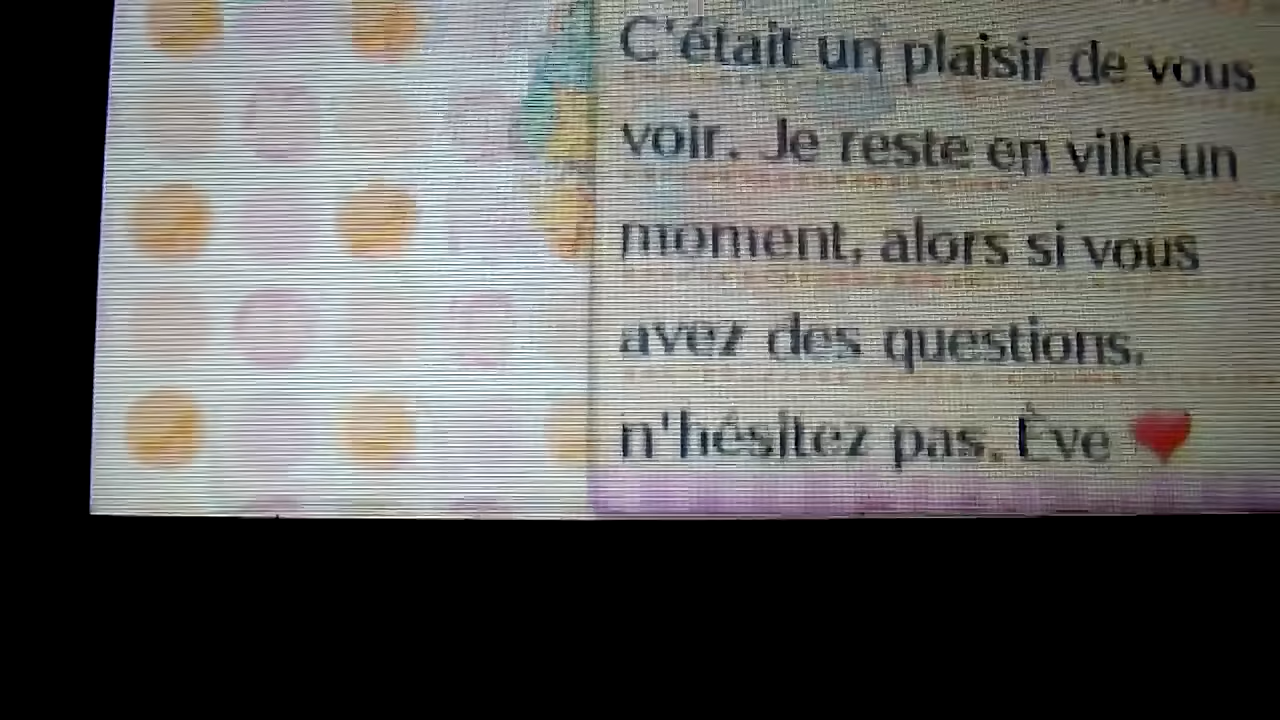 C'était un plaisir de vous
voir. Je reste en ville un
moment, alors si vous
avez des questions,
n'hésitez pas. Ève ❤